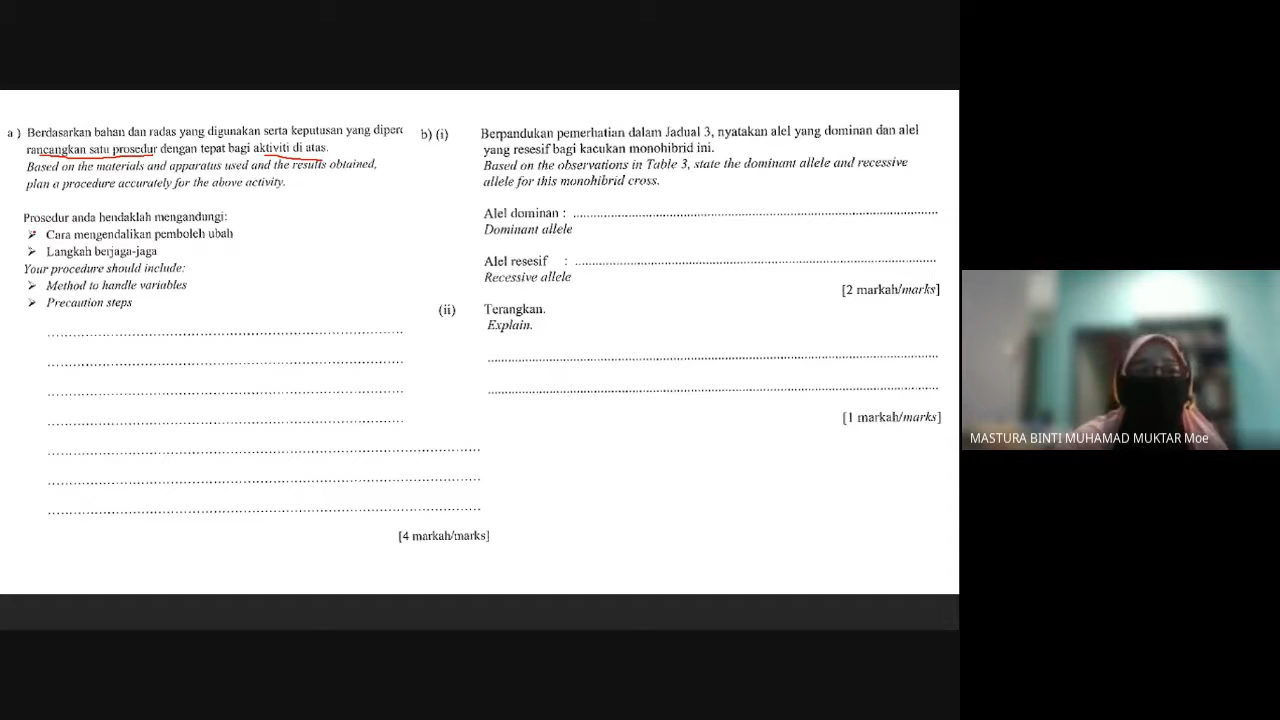 a ) Berdasarkan bahan dan radas yang digunakan serta keputusan yang diperc
rancangkan satu prosedur dengan tepat bagi aktiviti di atas.
Based on the materials and apparatus used and the results obtained,
plan a procedure accurately for the above activity.
Prosedur anda hendaklah mengandungi:
➢ Cara mengendalikan pemboleh ubah
➢ Langkah berjaga-jaga
Your procedure should include:
➢ Method to handle variables
➢ Precaution steps
[4 markah/marks]
b) (i) Berpandukan pemerhatian dalam Jadual 3, nyatakan alel yang dominan dan alel
yang resesif bagi kacukan monohibrid ini.
Based on the observations in Table 3, state the dominant allele and recessive
allele for this monohibrid cross.
Alel dominan : ................................................
Dominant allele
Alel resesif : ................................................
Recessive allele
[2 markah/marks]
(ii) Terangkan.
Explain.
[1 markah/marks]
MASTURA BINTI MUHAMAD MUKTAR Moe